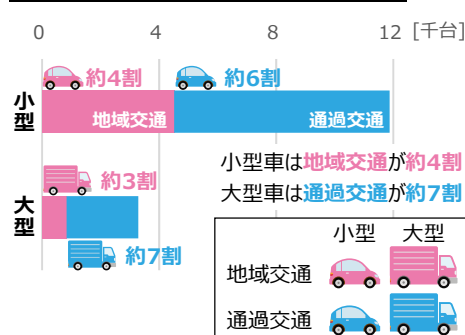 0 4 8 12 [千台]
約4割 約6割
小型 地域交通 通過交通
小型車は地域交通が約4割
約3割
大型車は通過交通が約7割
大型
約7割
小型 大型
地域交通
通過交通